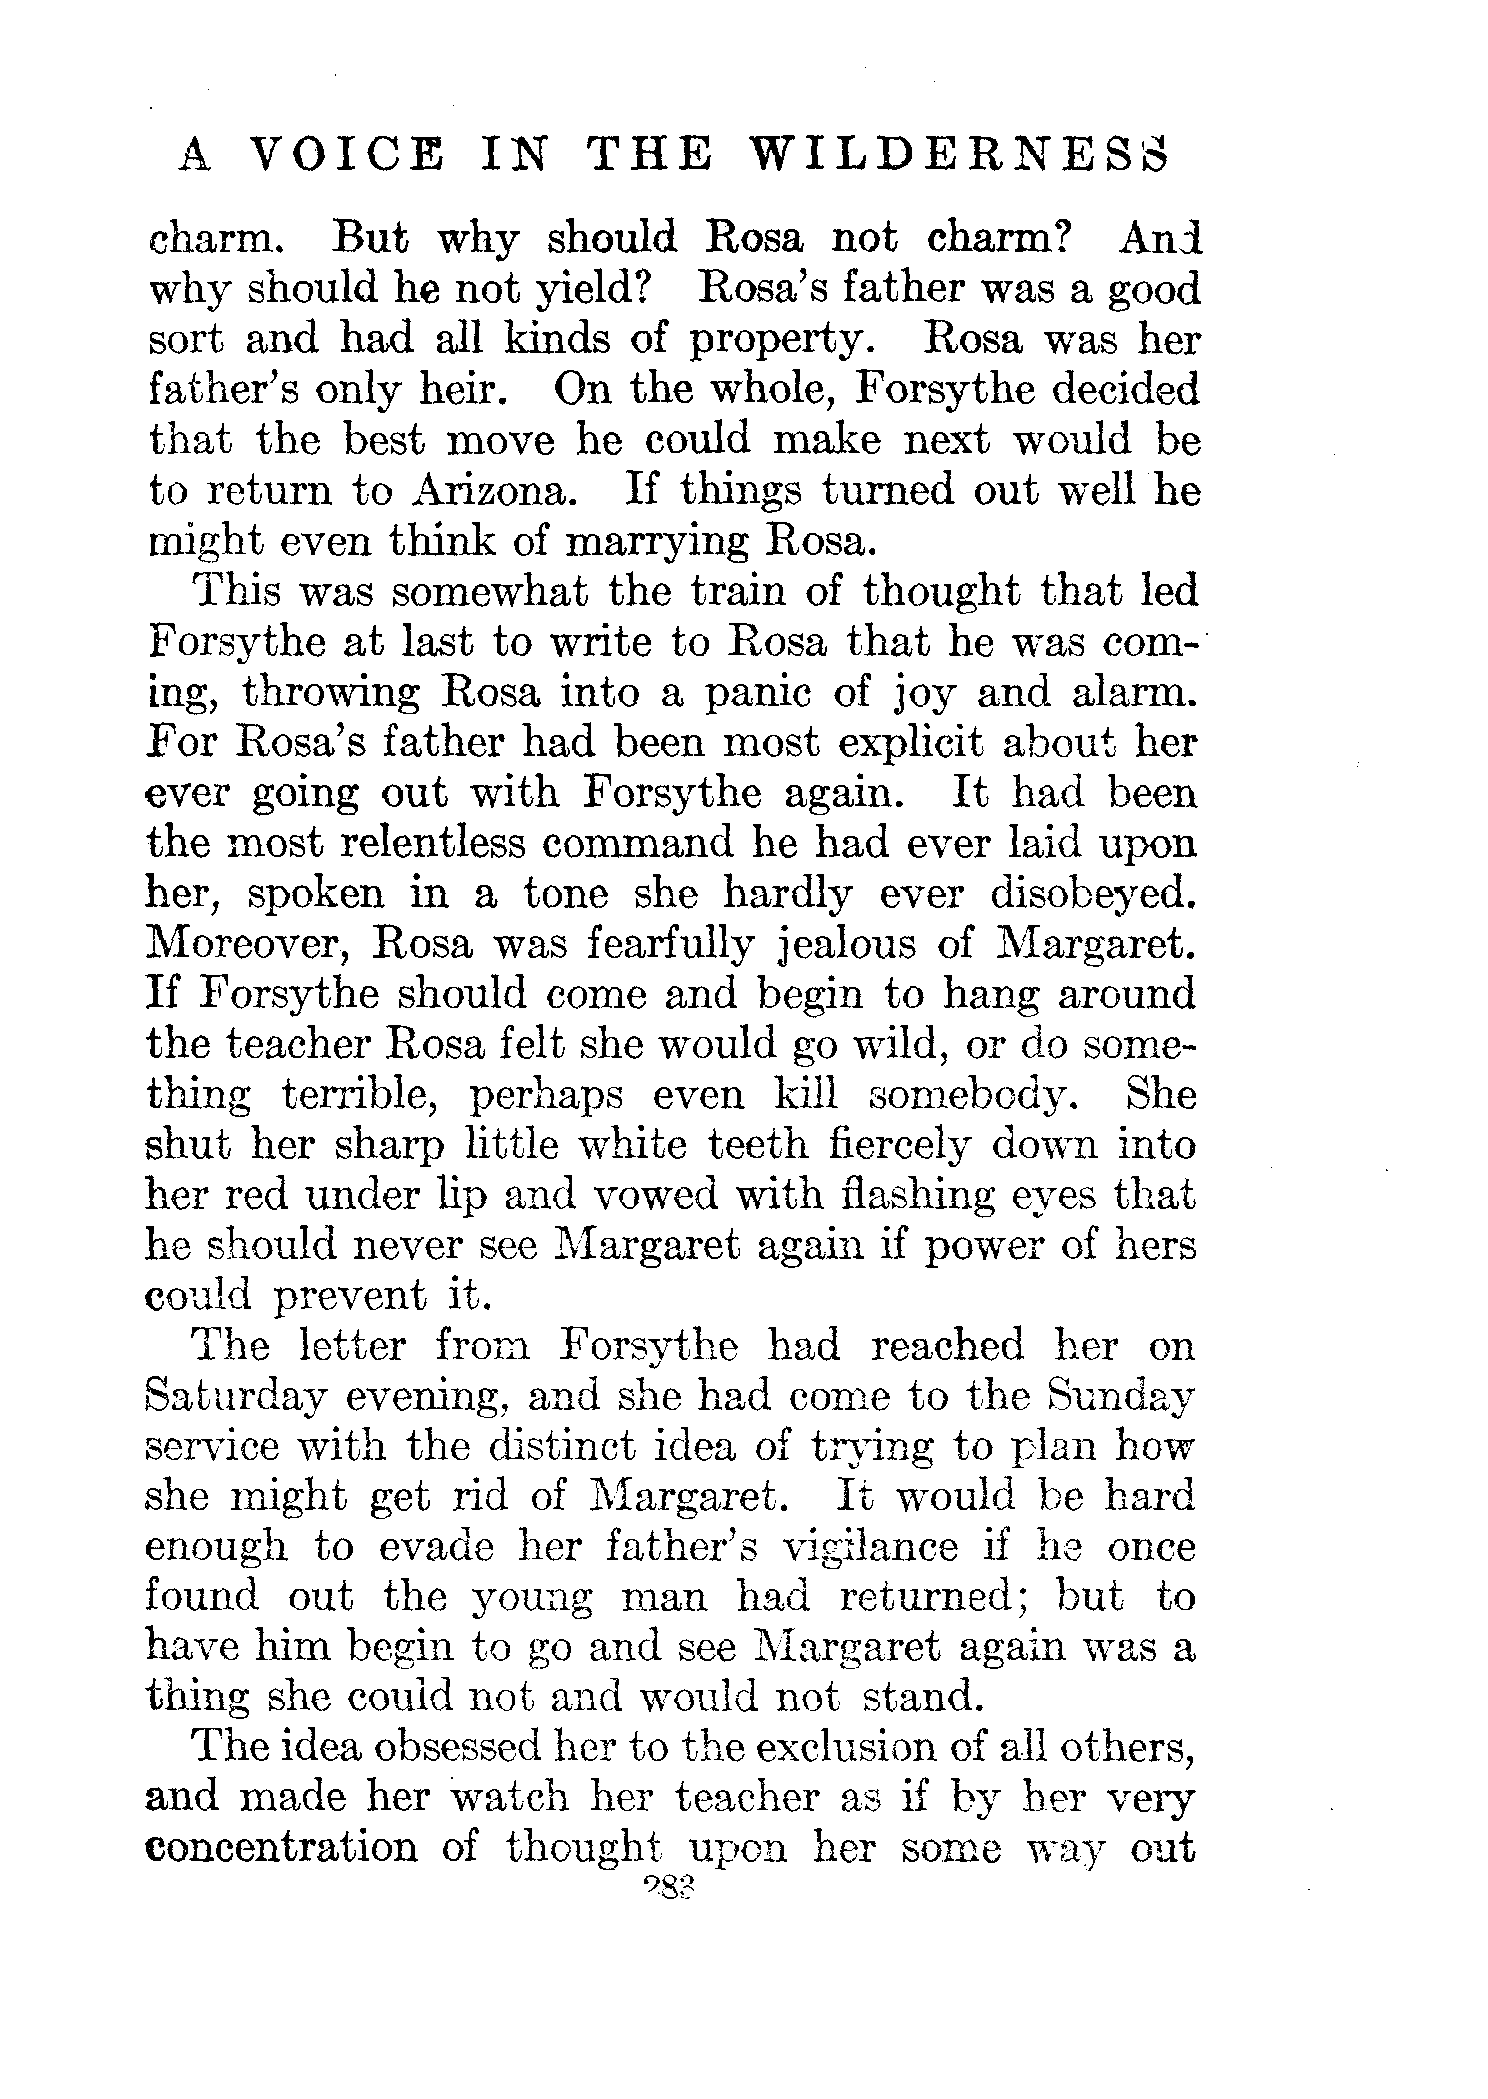 A VOICE IN THE WILDERNESS
charm. But why should Rosa not charm? And
why should he not yield? Rosa's father was a good
sort and had all kinds of property. Rosa was her
father's only heir. On the whole, Forsythe decided
that the best move he could make next would be
to return to Arizona. If things turned out well he
might even think of marrying Rosa.
This was somewhat the train of thought that led
Forsythe at last to write to Rosa that he was com-
ing, throwing Rosa into a panic of joy and alarm.
For Rosa's father had been most explicit about her
ever going out with Forsythe again. It had been
the most relentless command he had ever laid upon
her, spoken in a tone she hardly ever disobeyed.
Moreover, Rosa was fearfully jealous of Margaret.
If Forsythe should come and begin to hang around
the teacher Rosa felt she would go wild, or do some-
thing terrible, perhaps even kill somebody. She
shut her sharp little white teeth fiercely down into
her red under lip and vowed with flashing eyes that
he should never see Margaret again if power of hers
could prevent it.
The letter from Forsythe had reached her on
Saturday evening, and she had come to the Sunday
service with the distinct idea of trying to plan how
she might get rid of Margaret. It would be hard
enough to evade her father's vigilance if he once
found out the young man had returned; but to
have him begin to go and see Margaret again was a
thing she could not and would not stand.
The idea obsessed her to the exclusion of all others,
and made her watch her teacher as if by her very
concentration of thought upon her some way out
283